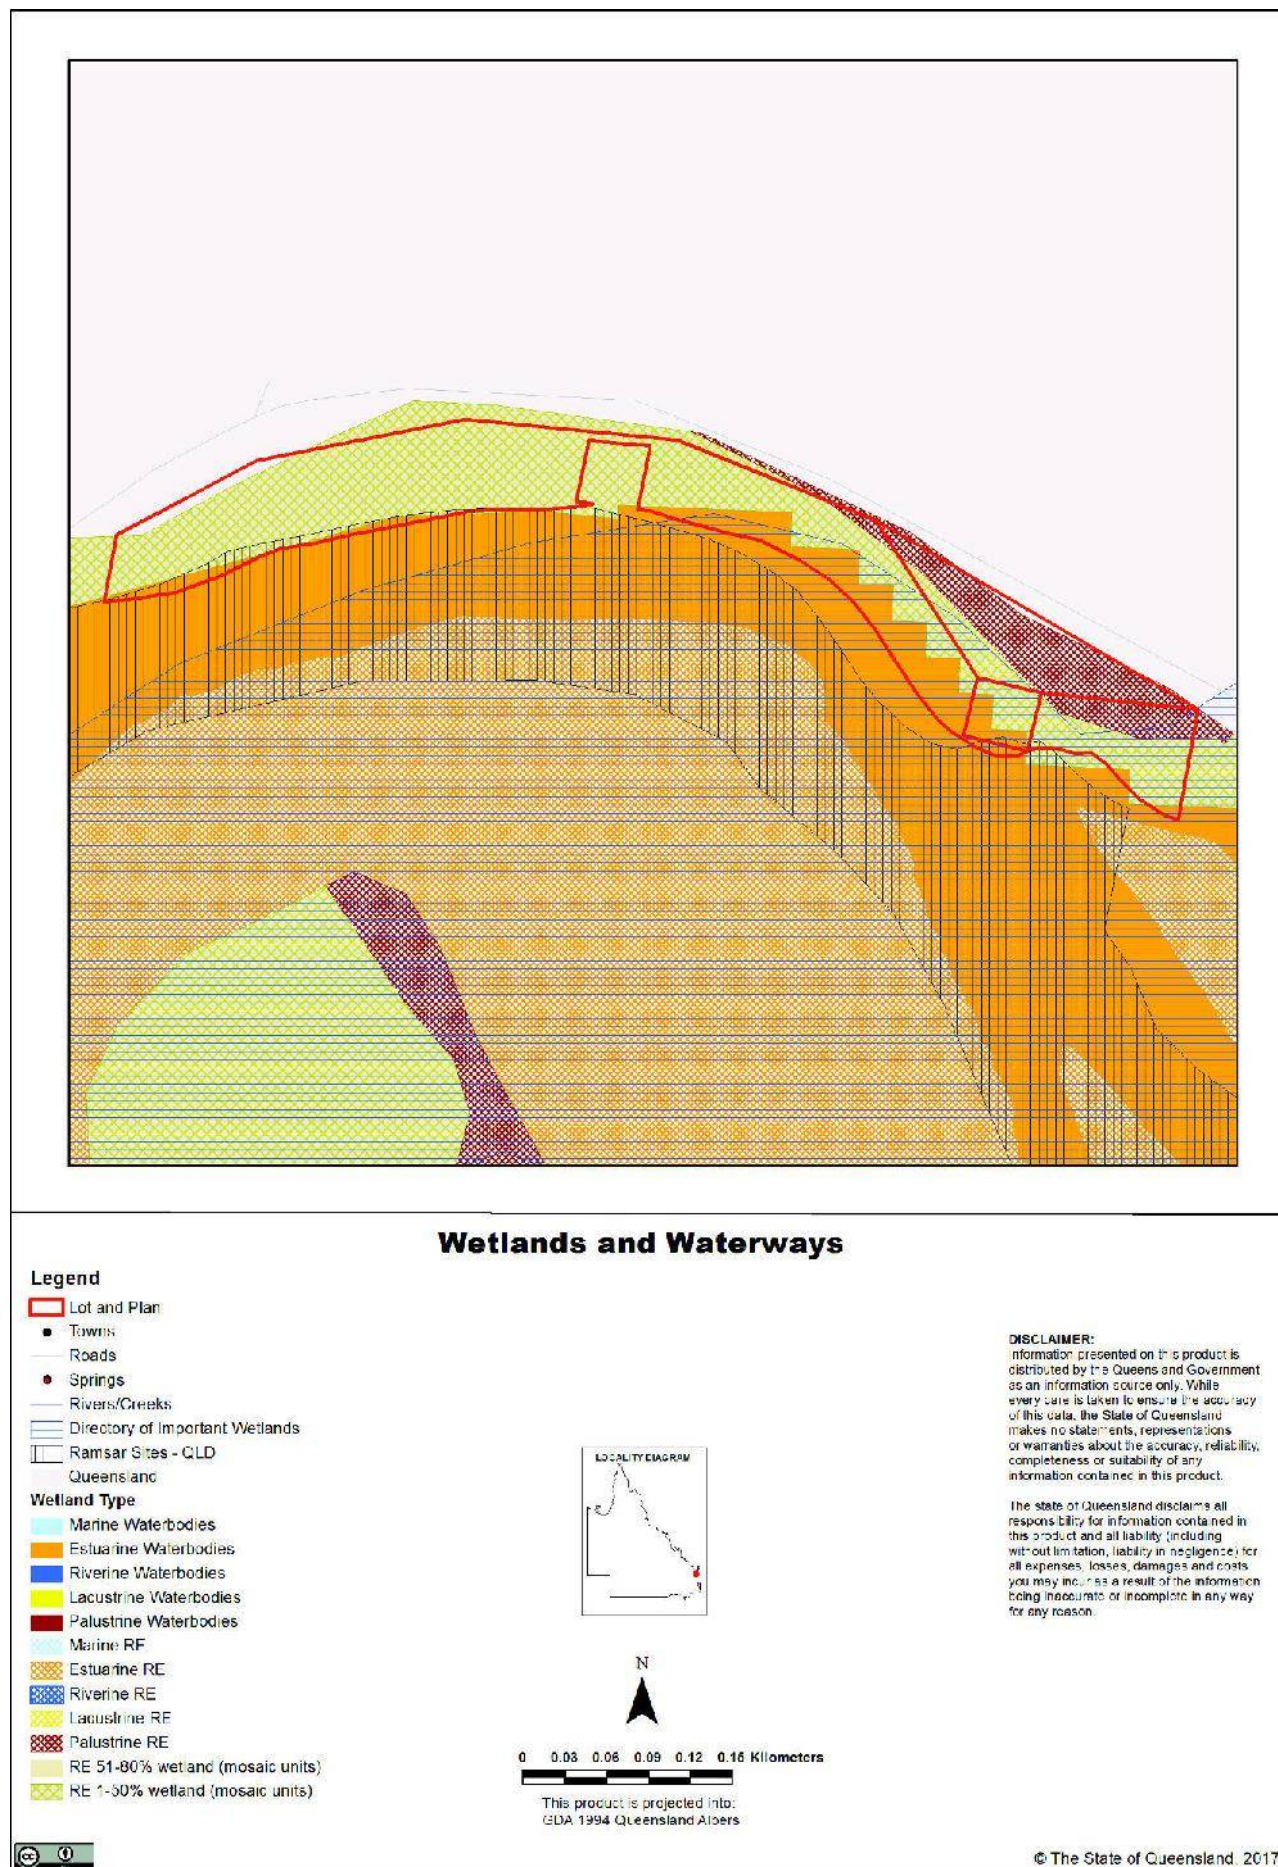 Wetlands and Waterways
Legend
Lot and Plan
Towns
Roads
Springs
Rivers/Creeks
Directory of Important Wetlands
Ramsar Sites - QLD
Queensland
Wetland Type
Marine Waterbodies
Estuarine Waterbodies
Riverine Waterbodies
Lacustrine Waterbodies
Palustrine Waterbodies
Marine RE
Estuarine RE
Riverine RE
Lacustrine RE
Palustrine RE
RE 51-80% wetland (mosaic units)
RE 1-50% wetland (mosaic units)
LOCALITY DIAGRAM
N
0 0.03 0.06 0.09 0.12 0.15 Kilometers
This product is projected into:
GDA 1994 Queensland Albers
DISCLAIMER:
Information presented on this product is
distributed by the Queensland Government
as an information source only. While
every care is taken to ensure the accuracy
of this data, the State of Queensland
makes no statements, representations
or warranties about the accuracy, reliability,
completeness or suitability of any
information contained in this product.
The state of Queensland disclaims all
responsibility for information contained in
this product and all liability (including
without limitation, liability in negligence) for
all expenses, losses, damages and costs
you may incur as a result of the information
being inaccurate or incomplete in any way
for any reason.
cc
© The State of Queensland, 2017